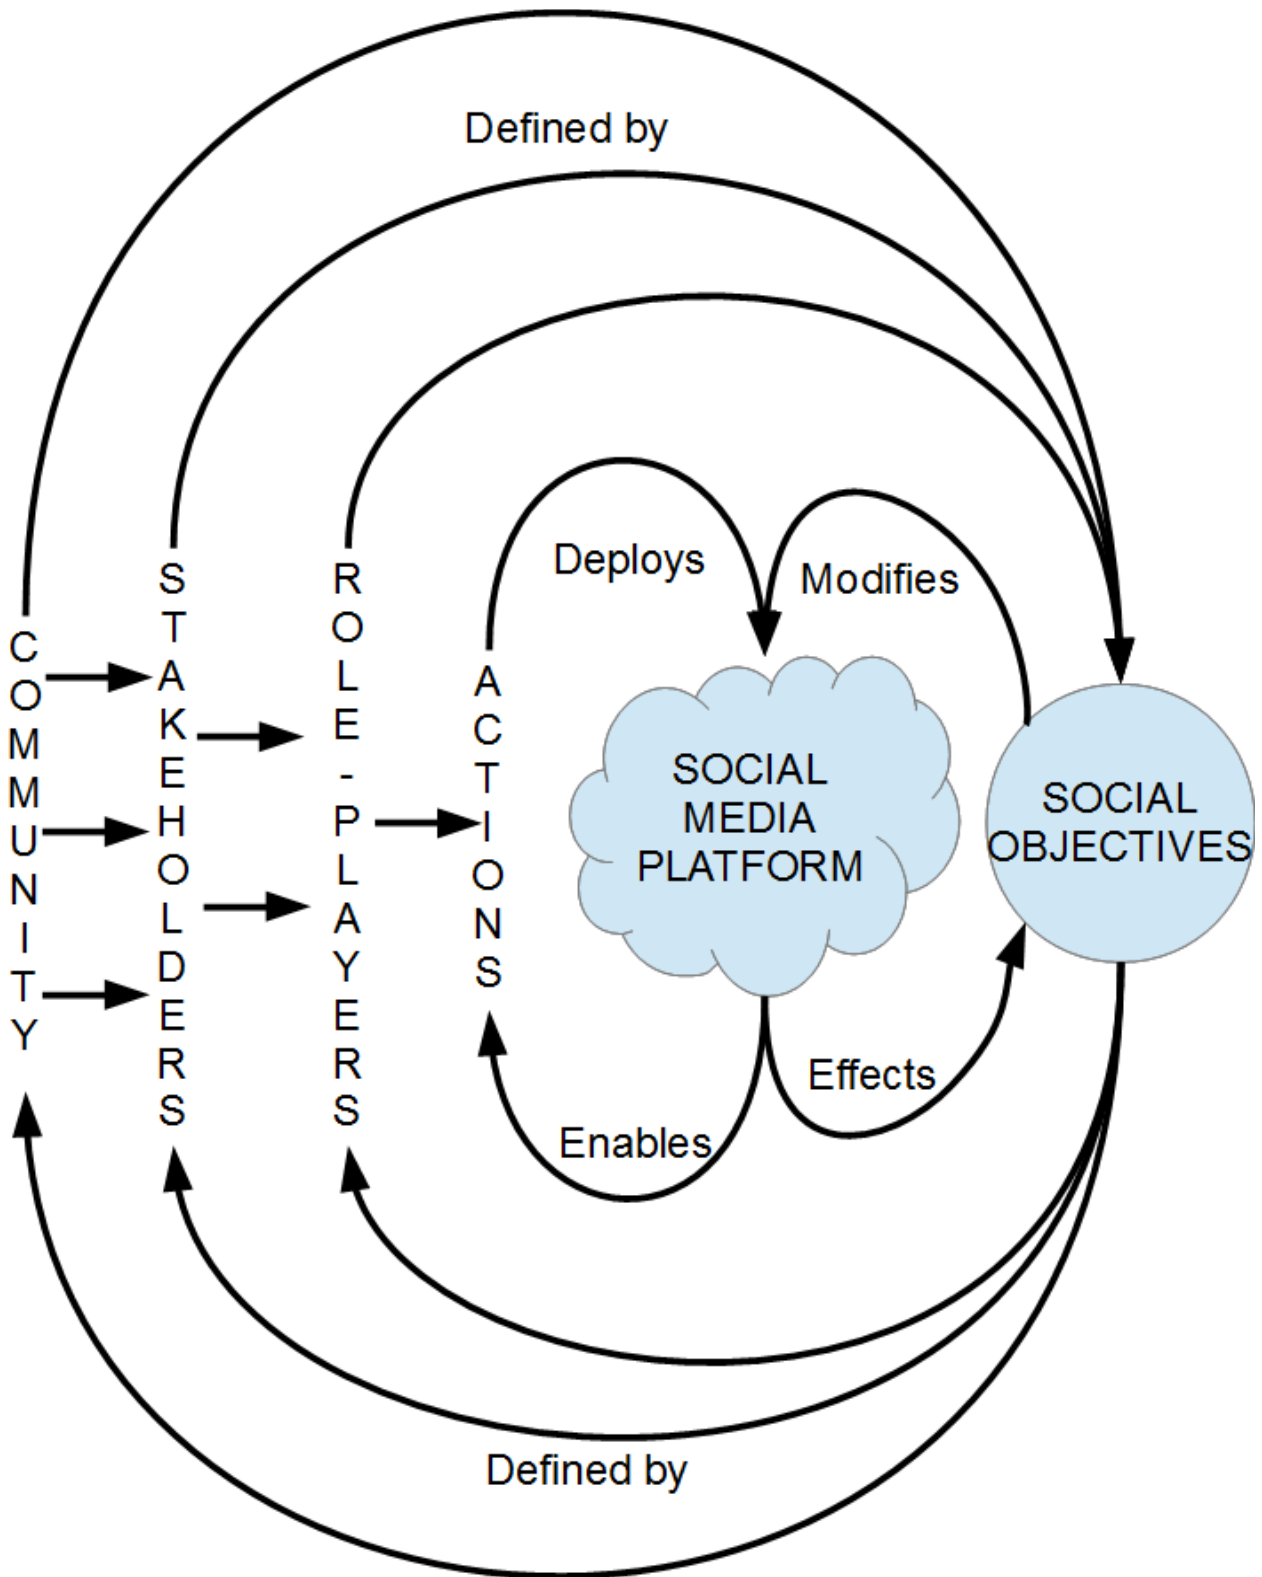 Defined by
COMMUNITY
STAKEHOLDERS
ROLE-PLAYERS
ACTIONS
Deploys
Modifies
SOCIAL
MEDIA
PLATFORM
SOCIAL
OBJECTIVES
Effects
Enables
Defined by